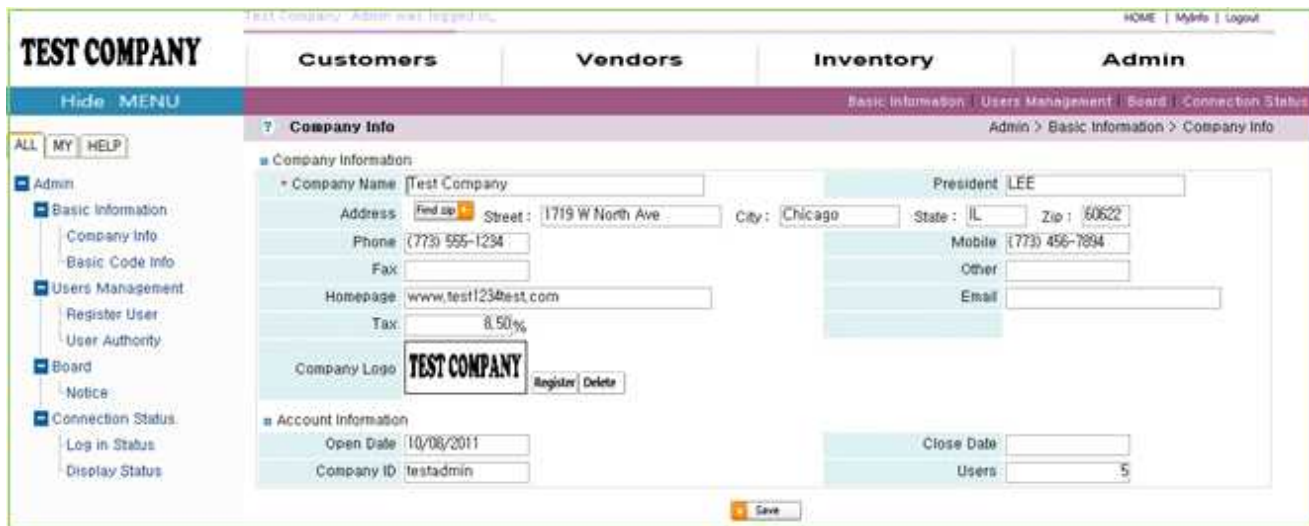 Test Company Admin was logged in.
HOME | MyInfo | Logout
TEST COMPANY
Customers Vendors Inventory Admin
Hide MENU
Basic Information | Users Management | Board | Connection Status
? Company Info
Admin > Basic Information > Company Info
ALL MY HELP
Admin
Basic Information
Company Info
Basic Code Info
Users Management
Register User
User Authority
Board
Notice
Connection Status
Log in Status
Display Status
Company Information
* Company Name Test Company President LEE
Address Find zip Street : 1719 W North Ave City : Chicago State : IL Zip : 60622
Phone (773) 555-1234 Mobile (773) 456-7894
Fax Other
Homepage www.test1234test.com Email
Tax 8.50%
Company Logo TEST COMPANY Register Delete
Account Information
Open Date 10/08/2011 Close Date
Company ID testadmin Users 5
Save